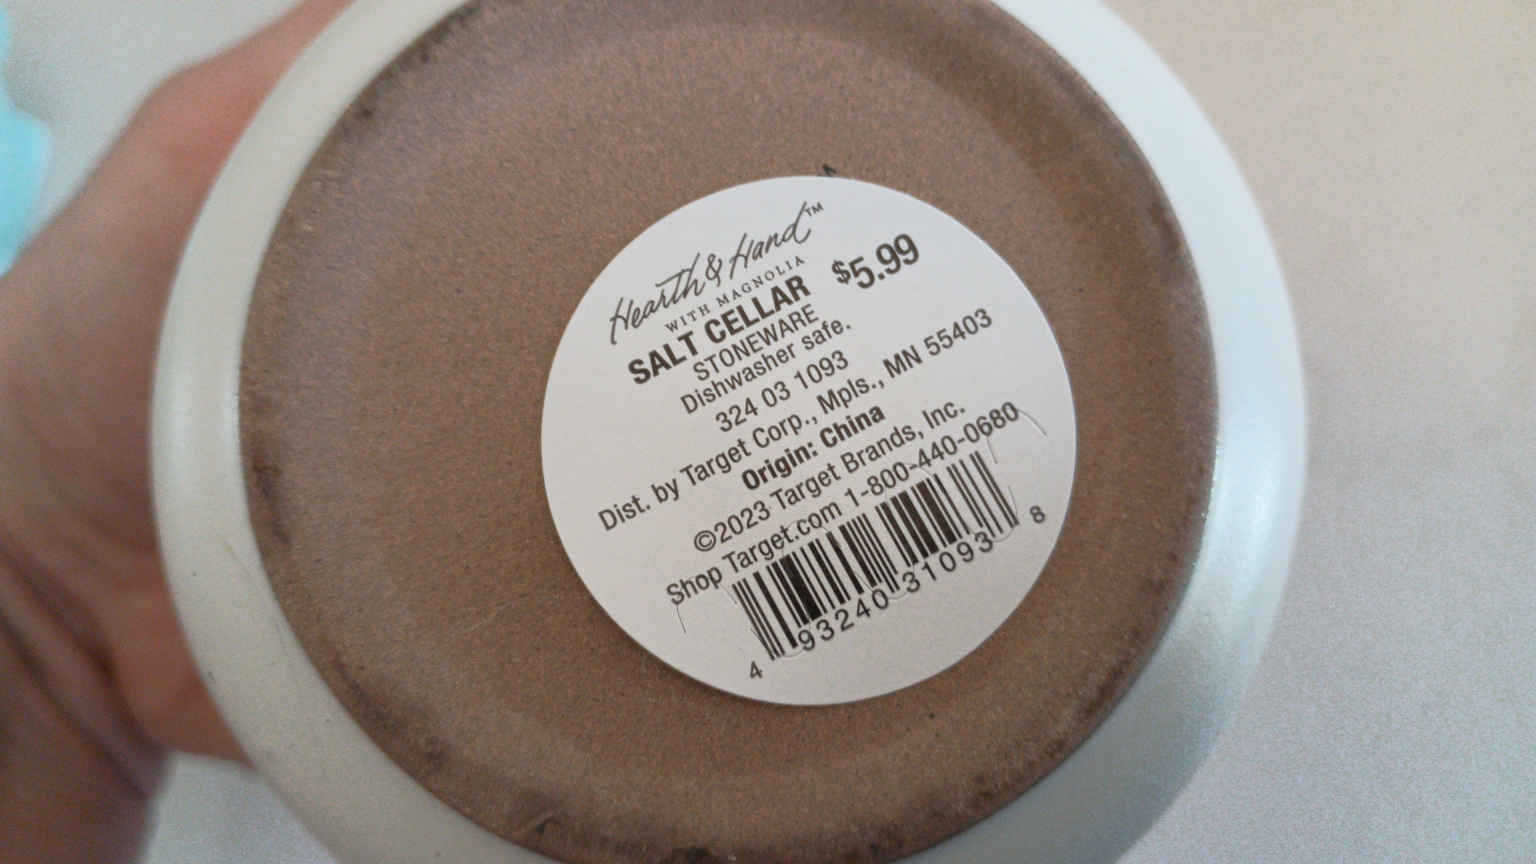 Hearth & Hand™
WITH MAGNOLIA
SALT CELLAR $5.99
STONEWARE
Dishwasher safe.
324 03 1093
Dist. by Target Corp., Mpls., MN 55403
Origin: China
©2023 Target Brands, Inc.
Shop Target.com 1-800-440-0680
4 93240 31093 8